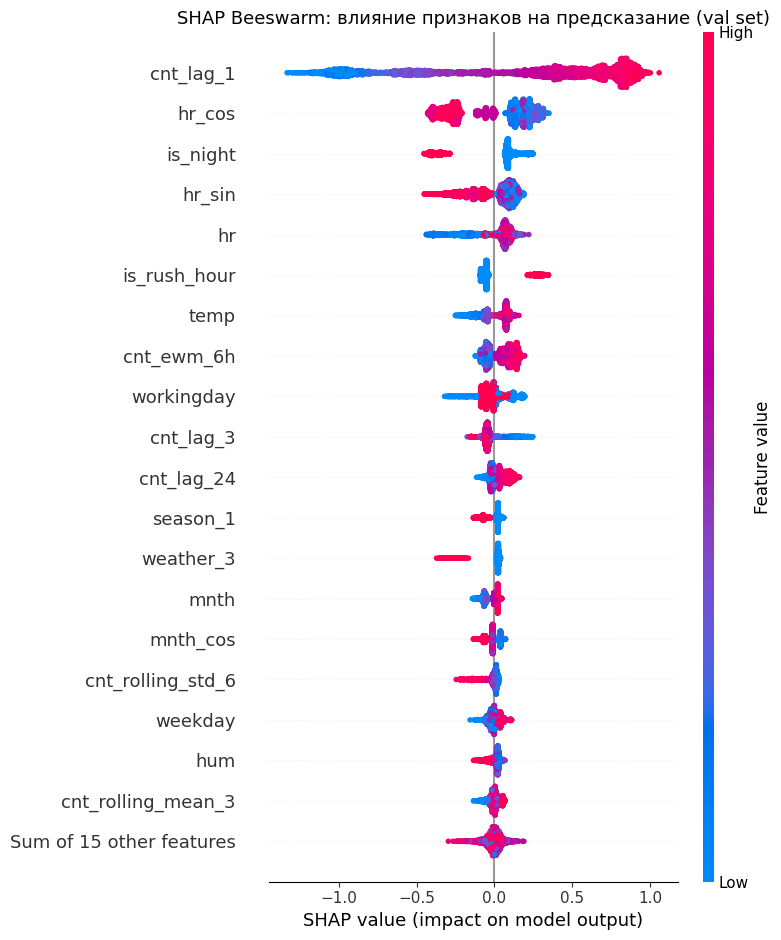 SHAP Beeswarm: влияние признаков на предсказание (val set)
High
cnt_lag_1
hr_cos
is_night
hr_sin
hr
is_rush_hour
temp
cnt_ewm_6h
workingday
cnt_lag_3
cnt_lag_24
season_1
weather_3
mnth
mnth_cos
cnt_rolling_std_6
weekday
hum
cnt_rolling_mean_3
Sum of 15 other features
Feature value
Low
−1.0 −0.5 0.0 0.5 1.0
SHAP value (impact on model output)